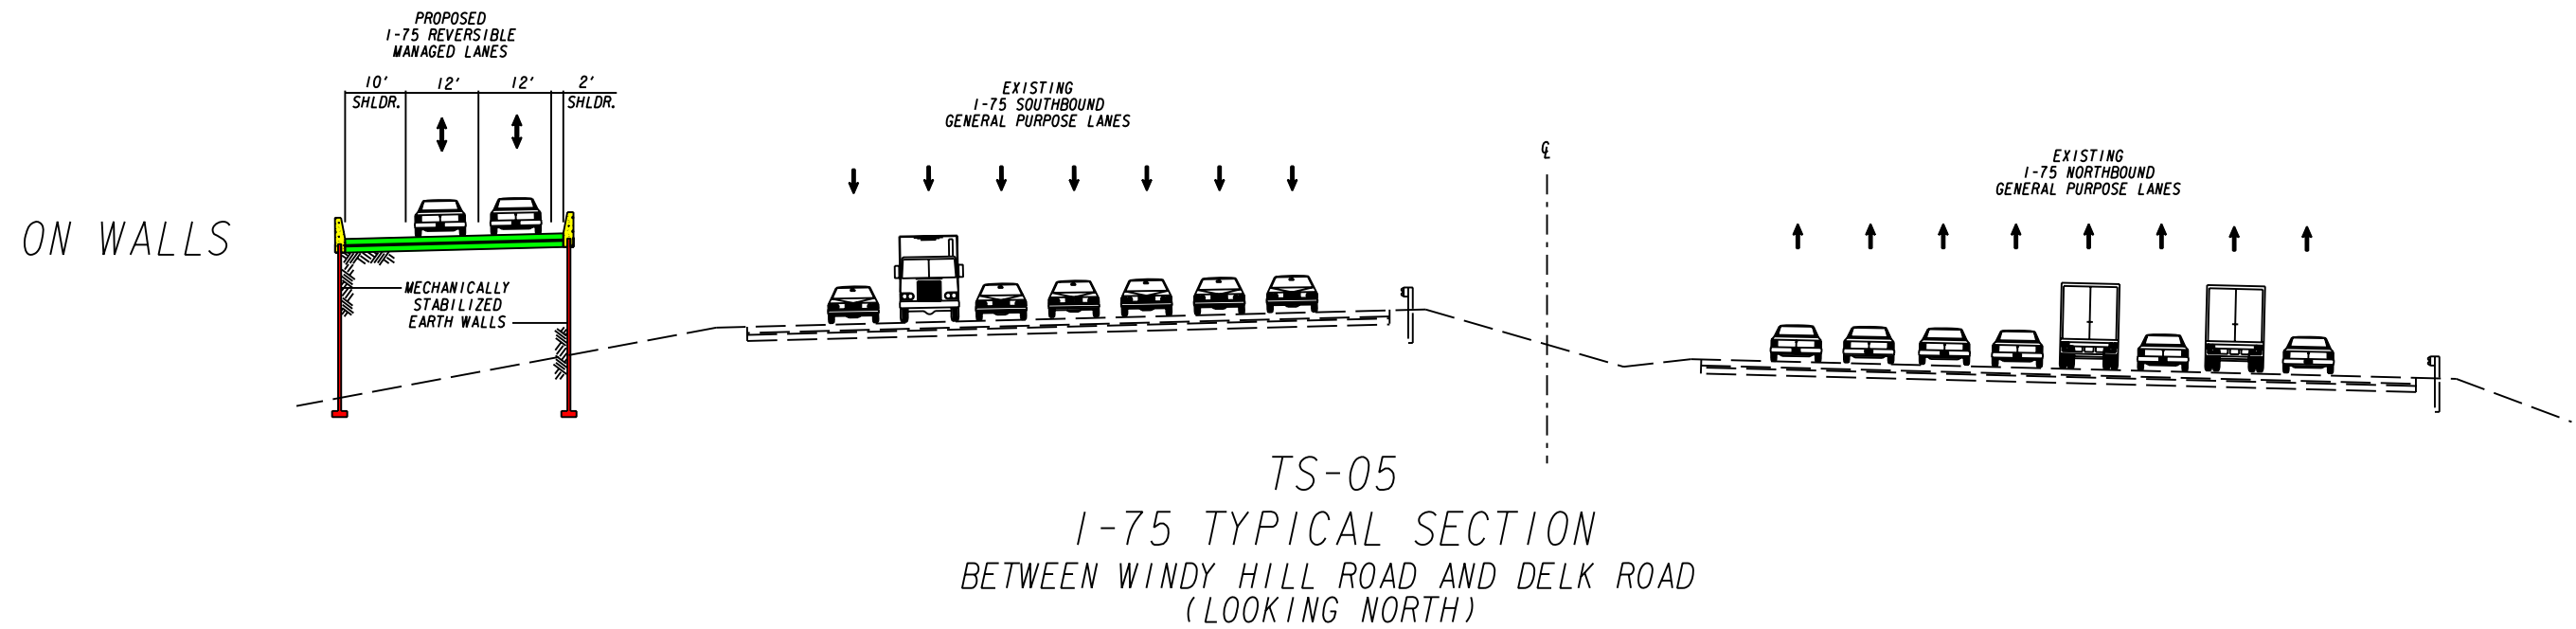 PROPOSED
I-75 REVERSIBLE
MANAGED LANES
10' 12' 12' 2'
SHLDR. SHLDR.
EXISTING
I-75 SOUTHBOUND
GENERAL PURPOSE LANES
℄
EXISTING
I-75 NORTHBOUND
GENERAL PURPOSE LANES
ON WALLS
MECHANICALLY
STABILIZED
EARTH WALLS
TS-05
I-75 TYPICAL SECTION
BETWEEN WINDY HILL ROAD AND DELK ROAD
(LOOKING NORTH)